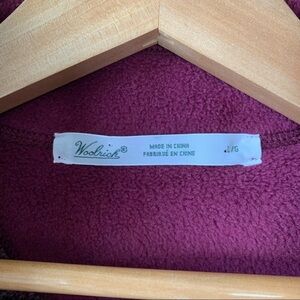 Woolrich®
MADE IN CHINA
FABRIQUÉ EN CHINE
L/G